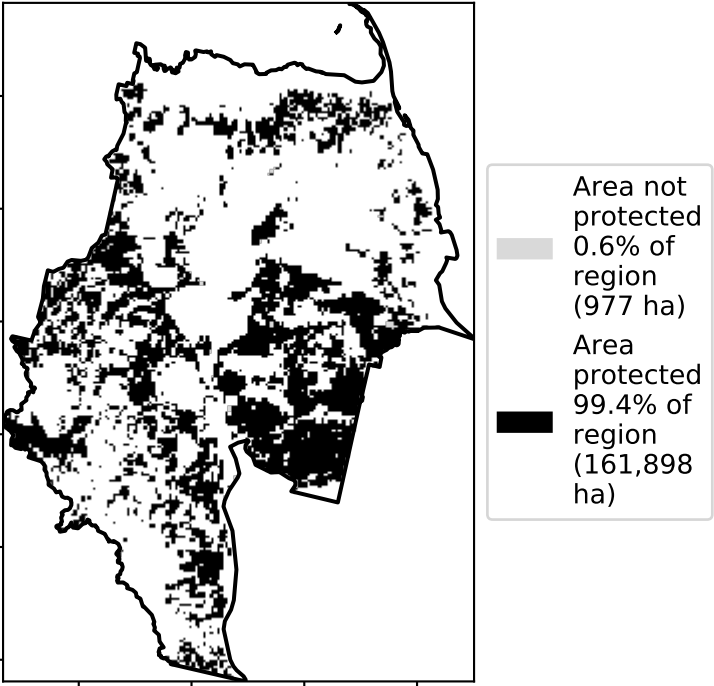 Area not
protected
0.6% of
region
(977 ha)
Area
protected
99.4% of
region
(161,898
ha)